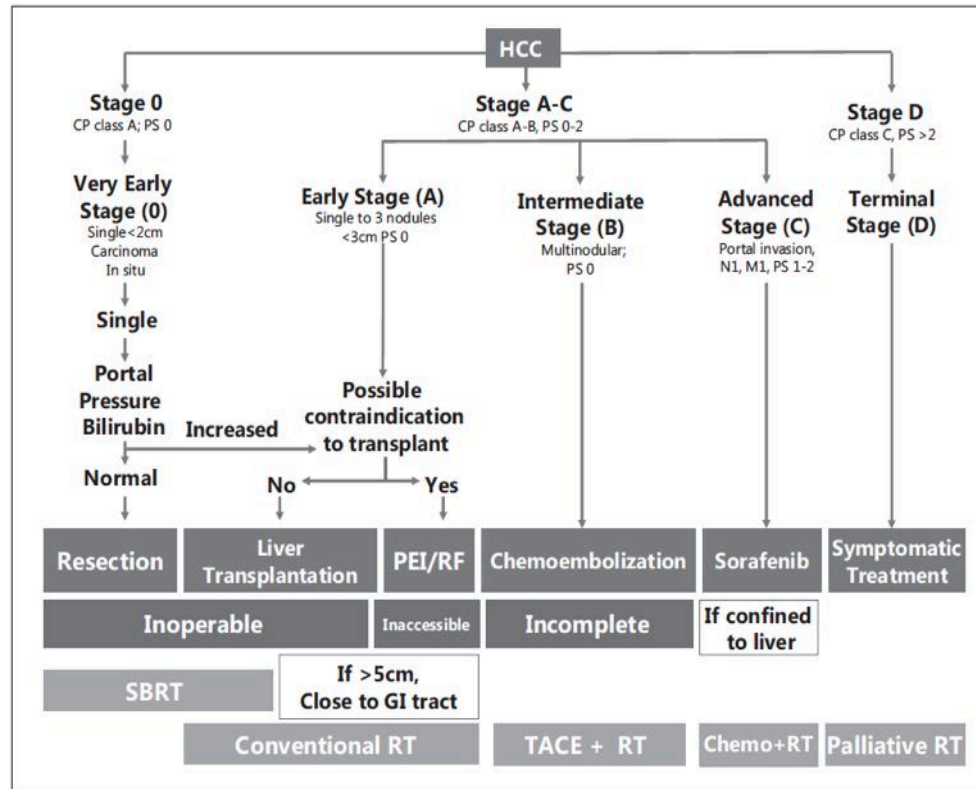 HCC
Stage 0
CP class A; PS 0
Stage A-C
CP class A-B, PS 0-2
Stage D
CP class C, PS >2
Very Early
Stage (0)
Single<2cm
Carcinoma
In situ
Early Stage (A)
Single to 3 nodules
<3cm PS 0
Intermediate
Stage (B)
Multinodular;
PS 0
Advanced
Stage (C)
Portal invasion,
N1, M1, PS 1-2
Terminal
Stage (D)
Single
Portal
Pressure
Bilirubin
Increased
Possible
contraindication
to transplant
Normal
No
Yes
Resection
Liver
Transplantation
PEI/RF
Chemoembolization
Sorafenib
Symptomatic
Treatment
Inoperable
Inaccessible
Incomplete
If confined
to liver
SBRT
If >5cm,
Close to GI tract
Conventional RT
TACE + RT
Chemo+RT
Palliative RT